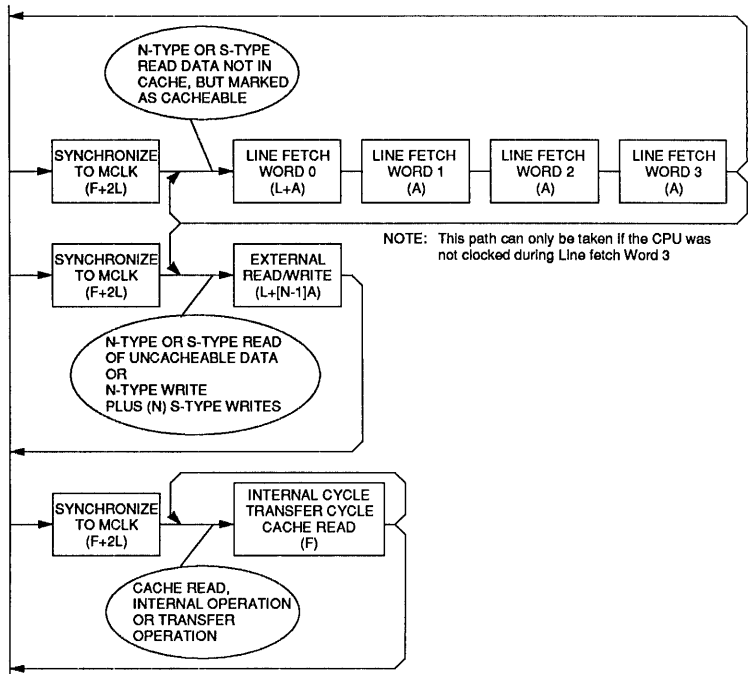 N-TYPE OR S-TYPE
READ DATA NOT IN
CACHE, BUT MARKED
AS CACHEABLE
SYNCHRONIZE
TO MCLK
(F+2L)
LINE FETCH
WORD 0
(L+A)
LINE FETCH
WORD 1
(A)
LINE FETCH
WORD 2
(A)
LINE FETCH
WORD 3
(A)
NOTE: This path can only be taken if the CPU was
not clocked during Line fetch Word 3
SYNCHRONIZE
TO MCLK
(F+2L)
EXTERNAL
READ/WRITE
(L+[N-1]A)
N-TYPE OR S-TYPE READ
OF UNCACHEABLE DATA
OR
N-TYPE WRITE
PLUS (N) S-TYPE WRITES
SYNCHRONIZE
TO MCLK
(F+2L)
INTERNAL CYCLE
TRANSFER CYCLE
CACHE READ
(F)
CACHE READ,
INTERNAL OPERATION
OR TRANSFER
OPERATION